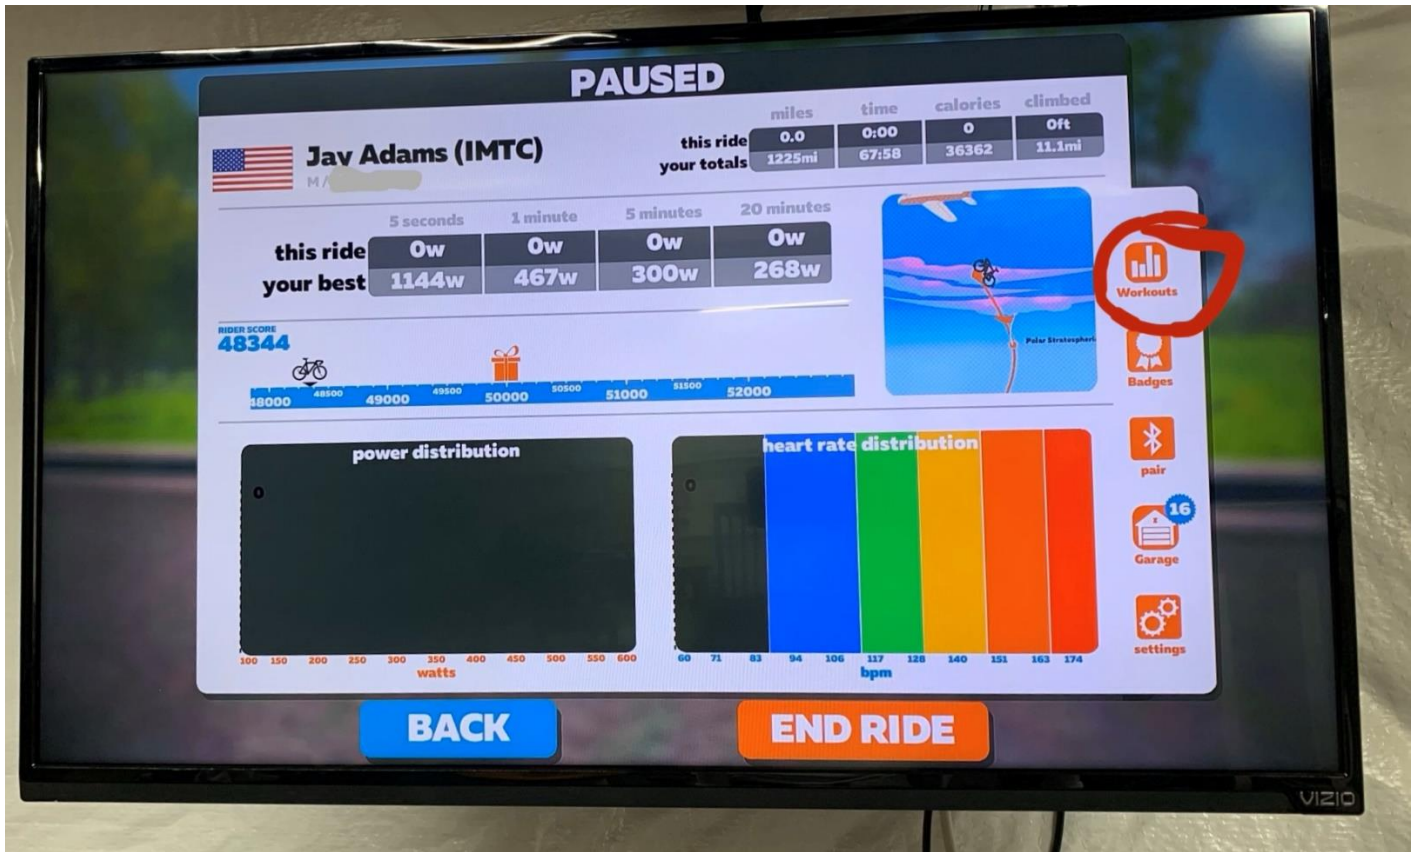 PAUSED
miles time calories climbed
this ride 0.0 0:00 0 0ft
your totals 1225mi 67:58 36362 11.1mi
Jay Adams (IMTC)
5 seconds 1 minute 5 minutes 20 minutes
this ride 0w 0w 0w 0w
your best 1144w 467w 300w 268w
RIDER SCORE
48344
48000 48500 49000 49500 50000 50500 51000 51500 52000
Workouts
Badges
pair
16
Garage
settings
power distribution
0
100 150 200 250 300 350 400 450 500 550 600
watts
heart rate distribution
0
60 71 83 94 106 117 128 140 151 163 174
bpm
BACK
END RIDE
VIZIO